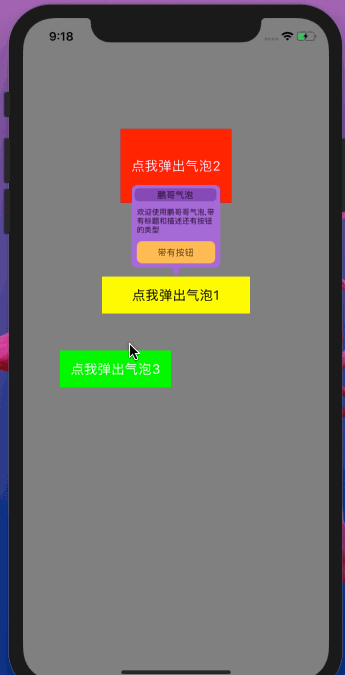 9:18
点我弹出气泡2
鹏哥气泡
欢迎使用鹏哥哥气泡,带
有标题和描述还有按钮
的类型
带有按钮
点我弹出气泡1
点我弹出气泡3